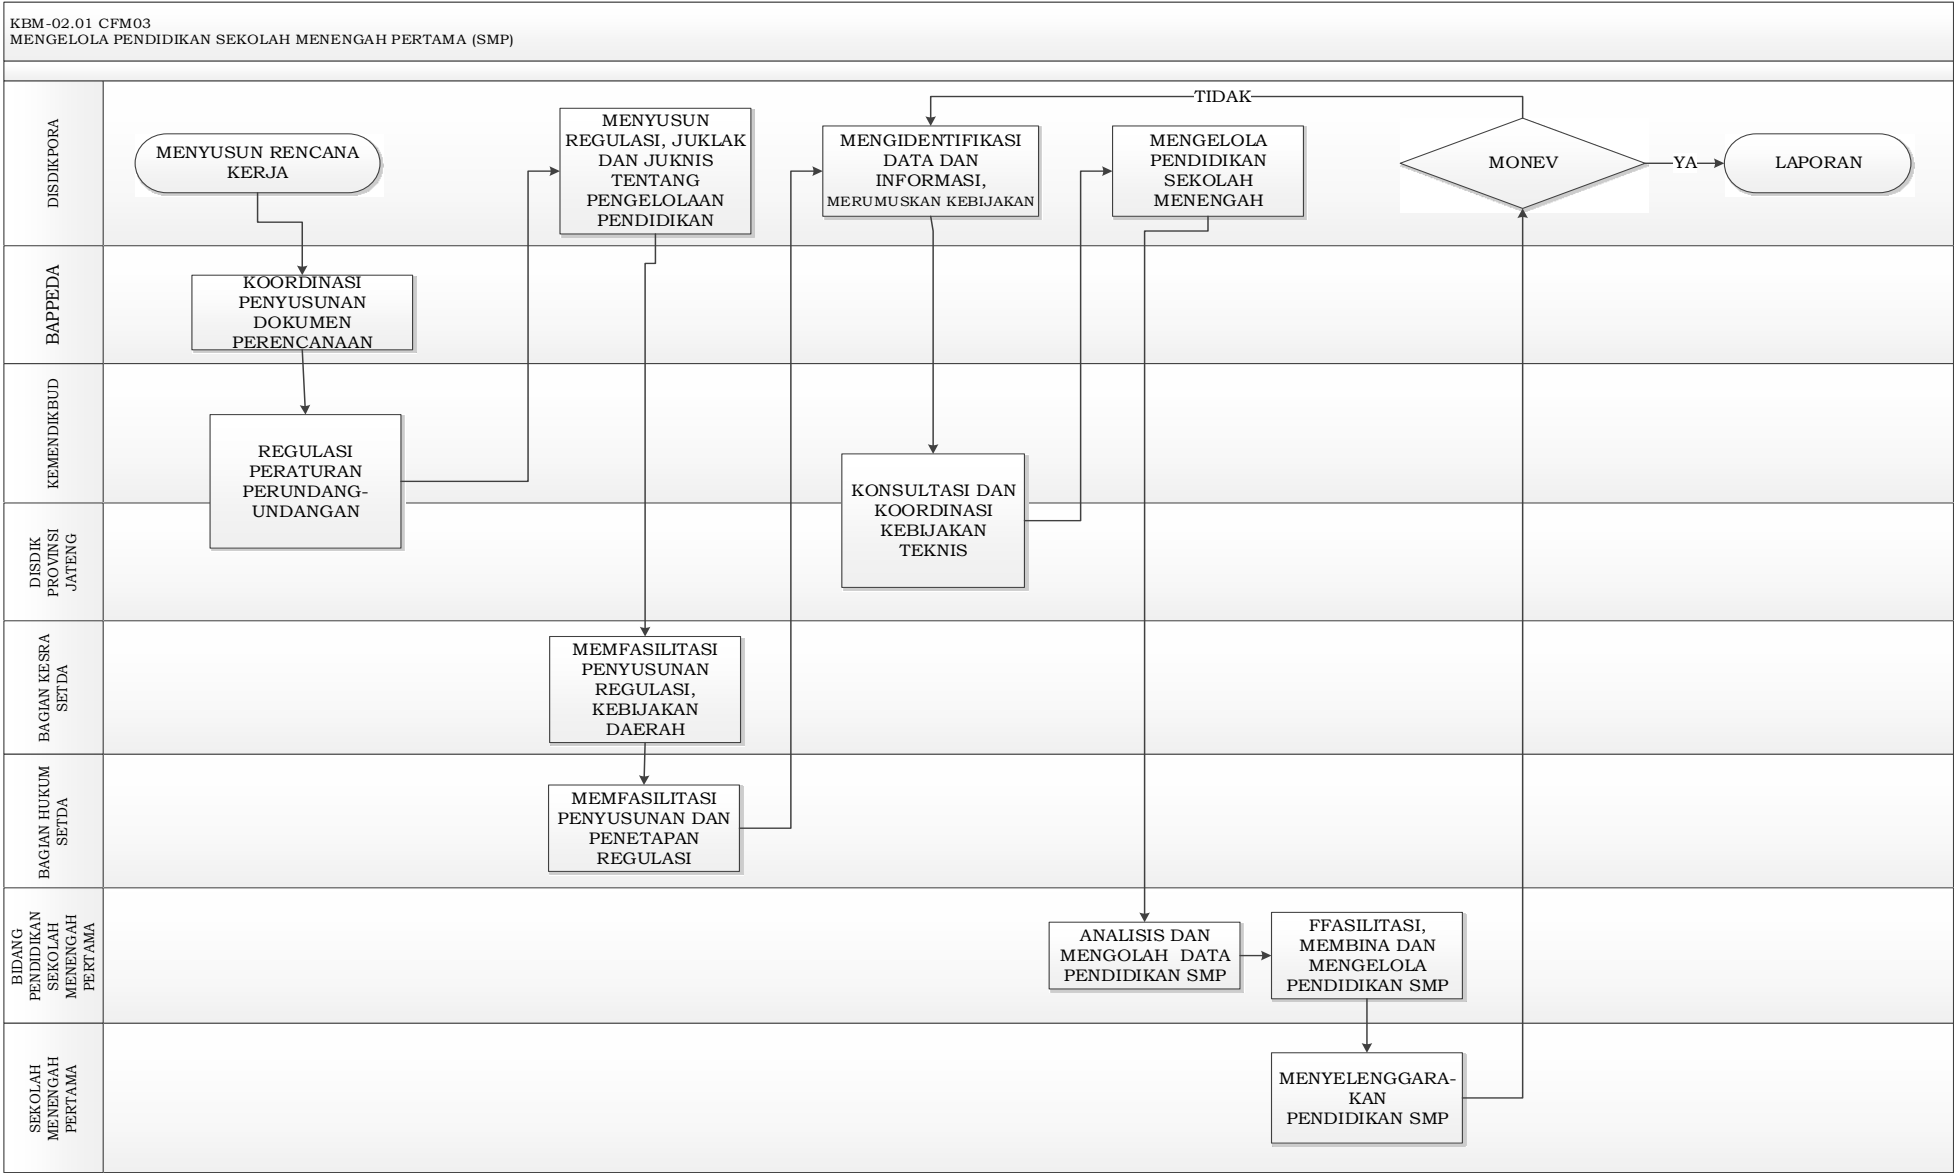 KBM-02.01 CFM03
MENGELOLA PENDIDIKAN SEKOLAH MENENGAH PERTAMA (SMP)
DISDIKPORA
MENYUSUN RENCANA
KERJA
MENYUSUN
REGULASI, JUKLAK
DAN JUKNIS
TENTANG
PENGELOLAAN
PENDIDIKAN
MENGIDENTIFIKASI
DATA DAN
INFORMASI,
MERUMUSKAN KEBIJAKAN
MENGELOLA
PENDIDIKAN
SEKOLAH
MENENGAH
TIDAK
MONEV
YA
LAPORAN
BAPPEDA
KOORDINASI
PENYUSUNAN
DOKUMEN
PERENCANAAN
KEMENDIKBUD
REGULASI
PERATURAN
PERUNDANG-
UNDANGAN
KONSULTASI DAN
KOORDINASI
KEBIJAKAN
TEKNIS
DISDIK
PROVINSI
JATENG
BAGIAN KESRA
SETDA
MEMFASILITASI
PENYUSUNAN
REGULASI,
KEBIJAKAN
DAERAH
BAGIAN HUKUM
SETDA
MEMFASILITASI
PENYUSUNAN DAN
PENETAPAN
REGULASI
BIDANG
PENDIDIKAN
SEKOLAH
MENENGAH
PERTAMA
ANALISIS DAN
MENGOLAH DATA
PENDIDIKAN SMP
FFASILITASI,
MEMBINA DAN
MENGELOLA
PENDIDIKAN SMP
SEKOLAH
MENENGAH
PERTAMA
MENYELENGGARA-
KAN
PENDIDIKAN SMP